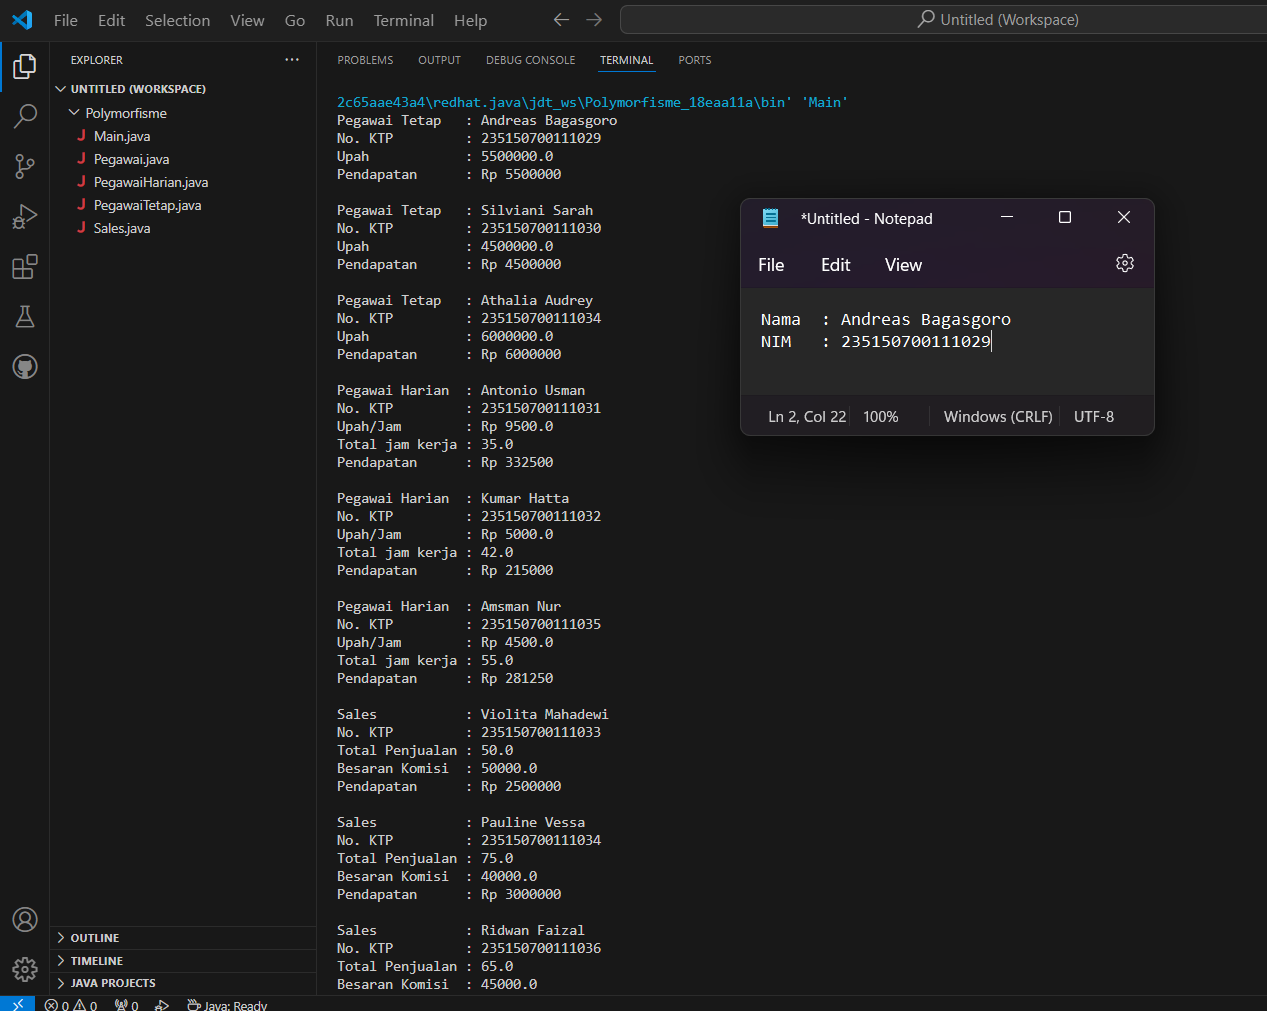 File Edit Selection View Go Run Terminal Help
Untitled (Workspace)
EXPLORER
UNTITLED (WORKSPACE)
Polymorfisme
Main.java
Pegawai.java
PegawaiHarian.java
PegawaiTetap.java
Sales.java
OUTLINE
TIMELINE
JAVA PROJECTS
0 0 0 Java: Ready
PROBLEMS OUTPUT DEBUG CONSOLE TERMINAL PORTS
2c65aae43a4\redhat.java\jdt_ws\Polymorfisme_18eaa11a\bin' 'Main'
Pegawai Tetap : Andreas Bagasgoro
No. KTP : 235150700111029
Upah : 5500000.0
Pendapatan : Rp 5500000
Pegawai Tetap : Silviani Sarah
No. KTP : 235150700111030
Upah : 4500000.0
Pendapatan : Rp 4500000
Pegawai Tetap : Athalia Audrey
No. KTP : 235150700111034
Upah : 6000000.0
Pendapatan : Rp 6000000
Pegawai Harian : Antonio Usman
No. KTP : 235150700111031
Upah/Jam : Rp 9500.0
Total jam kerja : 35.0
Pendapatan : Rp 332500
Pegawai Harian : Kumar Hatta
No. KTP : 235150700111032
Upah/Jam : Rp 5000.0
Total jam kerja : 42.0
Pendapatan : Rp 215000
Pegawai Harian : Amsman Nur
No. KTP : 235150700111035
Upah/Jam : Rp 4500.0
Total jam kerja : 55.0
Pendapatan : Rp 281250
Sales : Violita Mahadewi
No. KTP : 235150700111033
Total Penjualan : 50.0
Besaran Komisi : 50000.0
Pendapatan : Rp 2500000
Sales : Pauline Vessa
No. KTP : 235150700111034
Total Penjualan : 75.0
Besaran Komisi : 40000.0
Pendapatan : Rp 3000000
Sales : Ridwan Faizal
No. KTP : 235150700111036
Total Penjualan : 65.0
Besaran Komisi : 45000.0
*Untitled - Notepad
File Edit View
Nama : Andreas Bagasgoro
NIM : 235150700111029
Ln 2, Col 22 100% Windows (CRLF) UTF-8